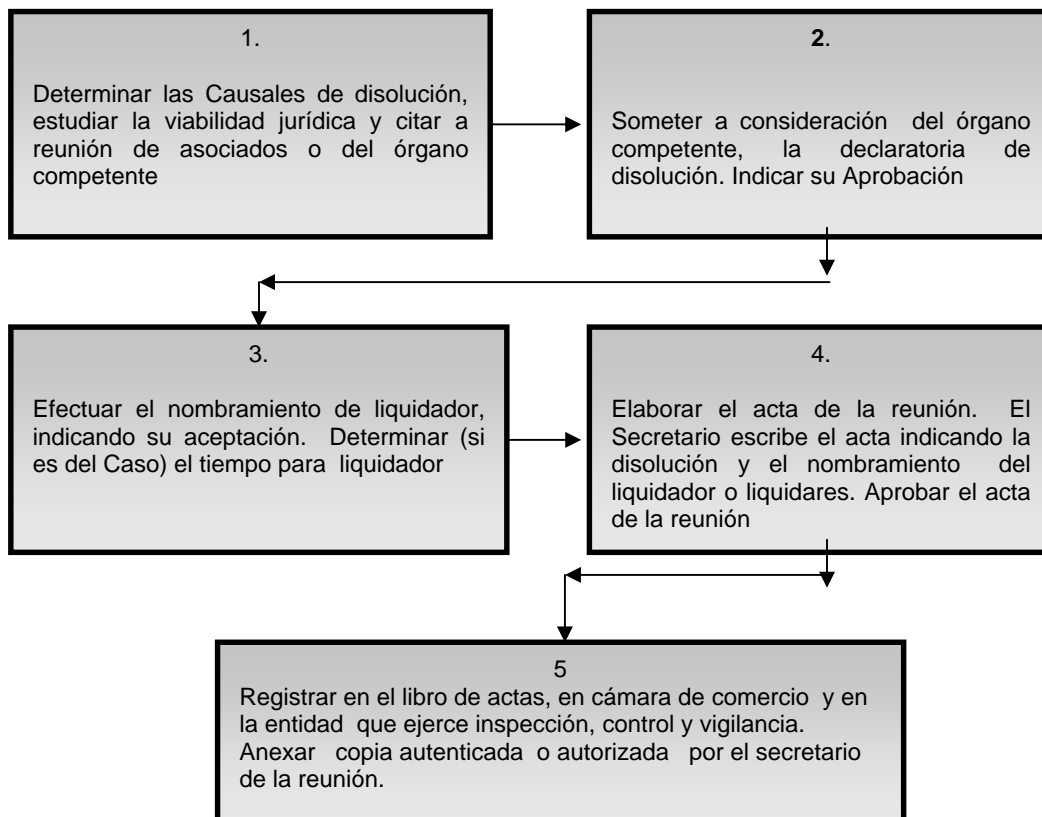 1.
Determinar las Causales de disolución,
estudiar la viabilidad jurídica y citar a
reunión de asociados o del órgano
competente
2.
Someter a consideración del órgano
competente, la declaratoria de
disolución. Indicar su Aprobación
3.
Efectuar el nombramiento de liquidador,
indicando su aceptación. Determinar (si
es del Caso) el tiempo para liquidador
4.
Elaborar el acta de la reunión. El
Secretario escribe el acta indicando la
disolución y el nombramiento del
liquidador o liquidares. Aprobar el acta
de la reunión
5
Registrar en el libro de actas, en cámara de comercio y en
la entidad que ejerce inspección, control y vigilancia.
Anexar copia autenticada o autorizada por el secretario
de la reunión.